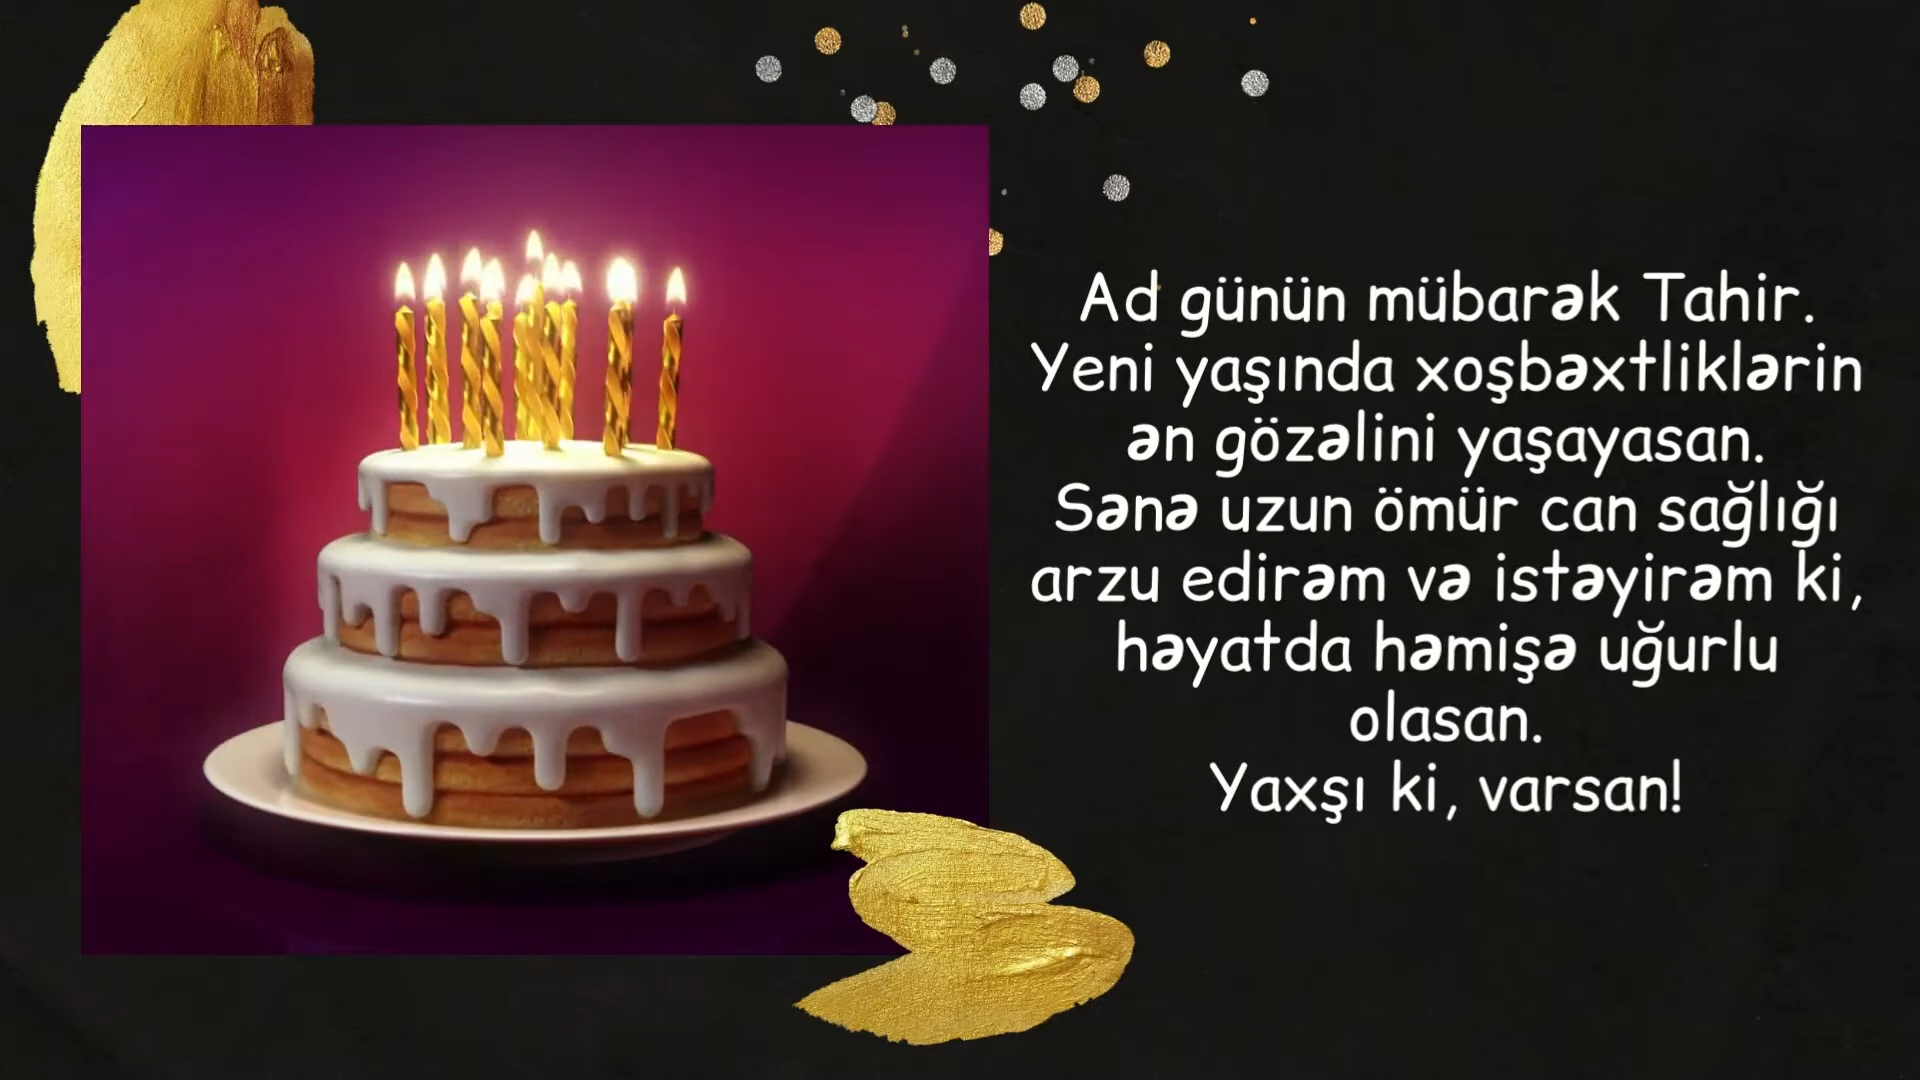 Ad günün mübarək Tahir.
Yeni yaşında xoşbəxtliklərin
ən gözəlini yaşayasan.
Sənə uzun ömür can sağlığı
arzu edirəm və istəyirəm ki,
həyatda həmişə uğurlu
olasan.
Yaxşı ki, varsan!